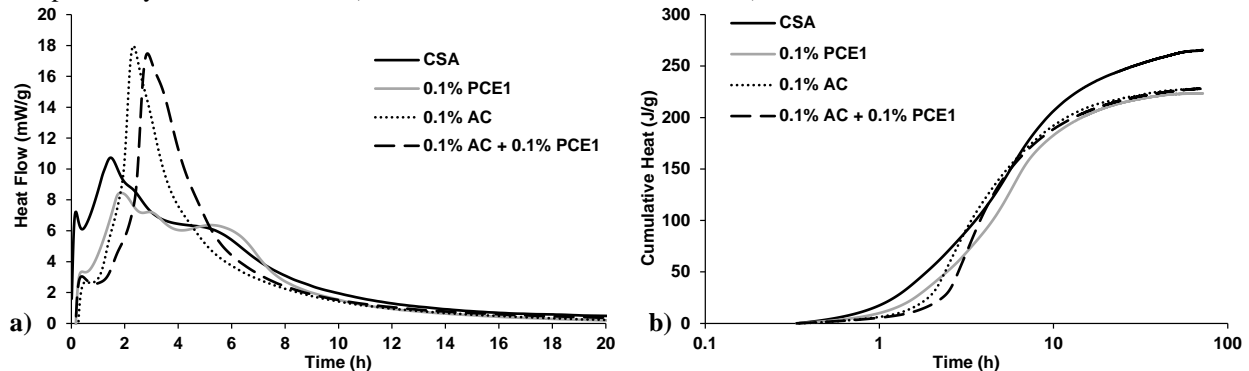 20
18
16
14
12
10
8
6
4
2
0
Heat Flow (mW/g)
CSA
0.1% PCE1
0.1% AC
0.1% AC + 0.1% PCE1
0 2 4 6 8 10 12 14 16 18 20
Time (h)
a)
300
250
200
150
100
50
0
Cumulative Heat (J/g)
CSA
0.1% PCE1
0.1% AC
0.1% AC + 0.1% PCE1
0.1 1 10 100
Time (h)
b)